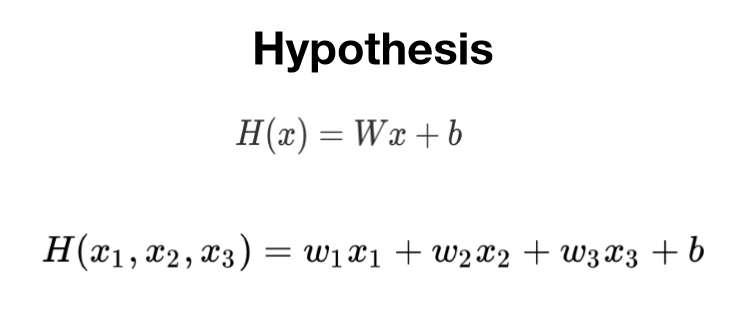 Hypothesis
H(x) = Wx + b
H(x₁, x₂, x₃) = w₁x₁ + w₂x₂ + w₃x₃ + b